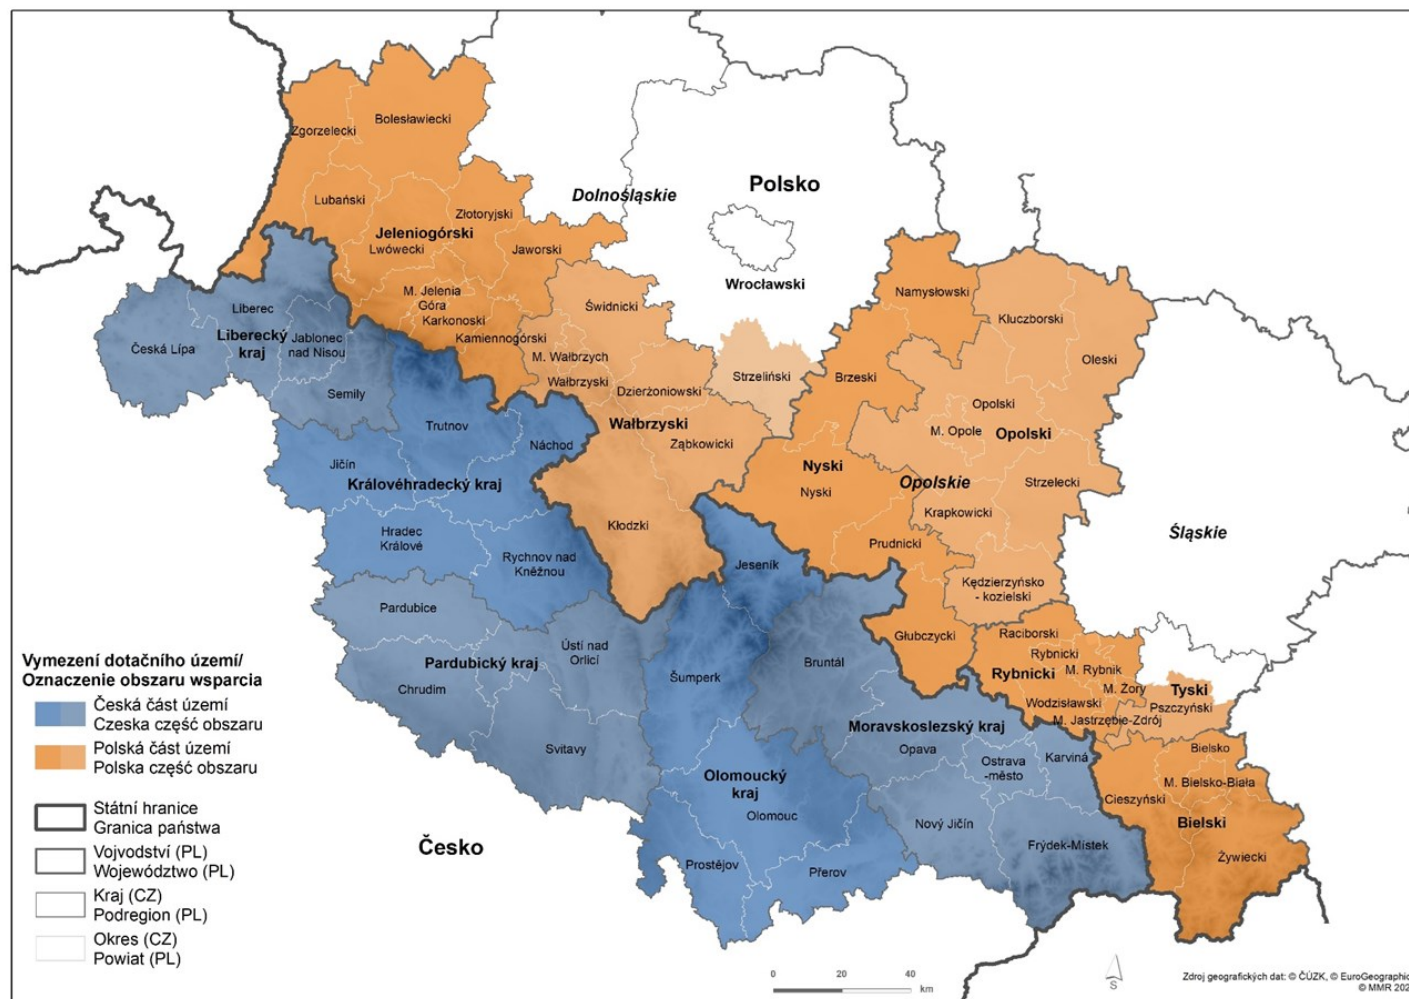 Zgorzelecki
Bolesławiecki
Lubański
Złotoryjski
Jeleniogórski
Lwówecki
Jaworski
M. Jelenia
Góra
Karkonoski
Kamiennogórski
Dolnośląskie
Polsko
Wrocławski
Namysłowski
Kluczborski
Oleski
Liberec
Liberecký
kraj
Jablonec
nad Nisou
Česká Lípa
Semily
Świdnicki
M. Wałbrzych
Wałbrzyski
Dzierżoniowski
Strzeliński
Brzeski
Opolski
M. Opole
Opolski
Wałbrzyski
Ząbkowicki
Trutnov
Náchod
Jičín
Královéhradecký kraj
Nyski
Nyski
Opolskie
Strzelecki
Krapkowicki
Kłodzki
Hradec
Králové
Rychnov nad
Kněžnou
Prudnicki
Śląskie
Jeseník
Kędzierzyńsko
- kozielski
Pardubice
Ústí nad
Orlicí
Pardubický kraj
Chrudim
Šumperk
Bruntál
Głubczycki
Raciborski
Rybnicki
Rybnicki
M. Rybnik
M. Żory
Wodzisławski
M. Jastrzębie-Zdrój
Tyski
Pszczyński
Moravskoslezský kraj
Opava
Ostrava
-město
Karviná
Svitavy
Olomoucký
kraj
Olomouc
Bielsko
M. Bielsko-Biała
Cieszyński
Bielski
Żywiecki
Nový Jičín
Frýdek-Místek
Prostějov
Přerov
Česko
Vymezení dotačního území/
Oznaczenie obszaru wsparcia
Česká část území
Czeska część obszaru
Polská část území
Polska część obszaru
Státní hranice
Granica państwa
Vojvodství (PL)
Województwo (PL)
Kraj (CZ)
Podregion (PL)
Okres (CZ)
Powiat (PL)
0 20 40
km
S
Zdroj geografických dat: © ČÚZK, © EuroGeographic
© MMR 202